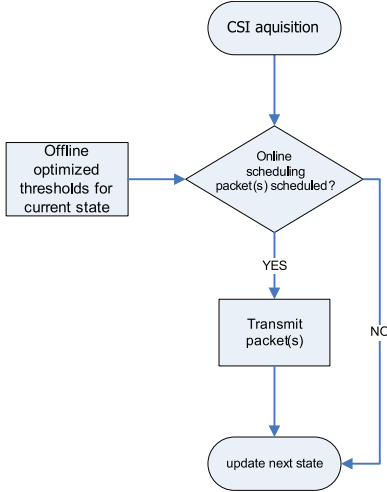 CSI aquisition
Offline
optimized
thresholds for
current state
Online
scheduling
packet(s) scheduled?
YES
Transmit
packet(s)
NO
update next state